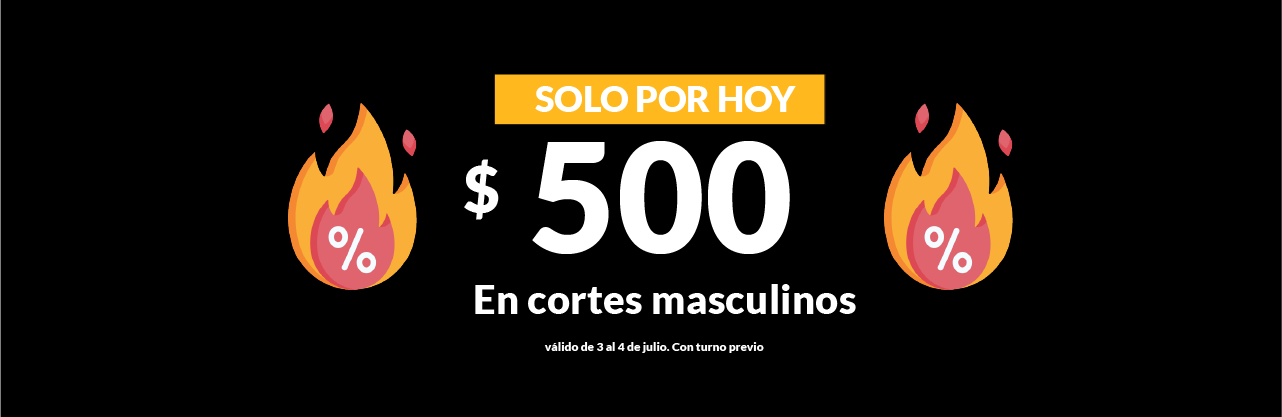 SOLO POR HOY
$ 500
% %
En cortes masculinos
válido de 3 al 4 de julio. Con turno previo